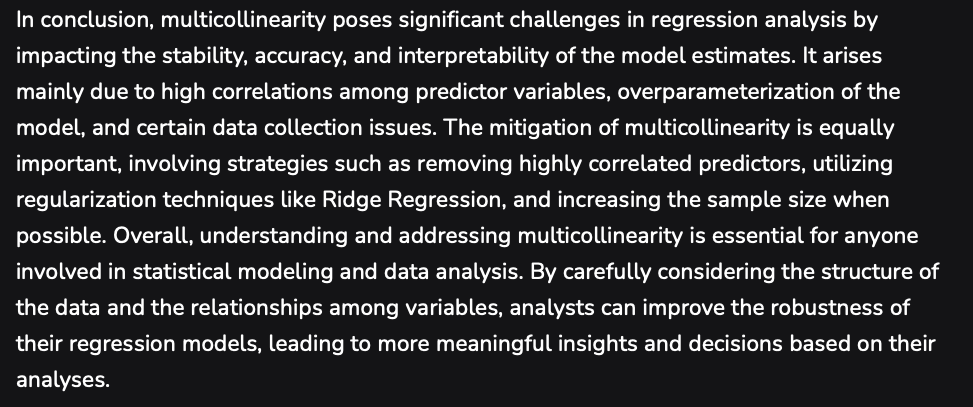 In conclusion, multicollinearity poses significant challenges in regression analysis by
impacting the stability, accuracy, and interpretability of the model estimates. It arises
mainly due to high correlations among predictor variables, overparameterization of the
model, and certain data collection issues. The mitigation of multicollinearity is equally
important, involving strategies such as removing highly correlated predictors, utilizing
regularization techniques like Ridge Regression, and increasing the sample size when
possible. Overall, understanding and addressing multicollinearity is essential for anyone
involved in statistical modeling and data analysis. By carefully considering the structure of
the data and the relationships among variables, analysts can improve the robustness of
their regression models, leading to more meaningful insights and decisions based on their
analyses.